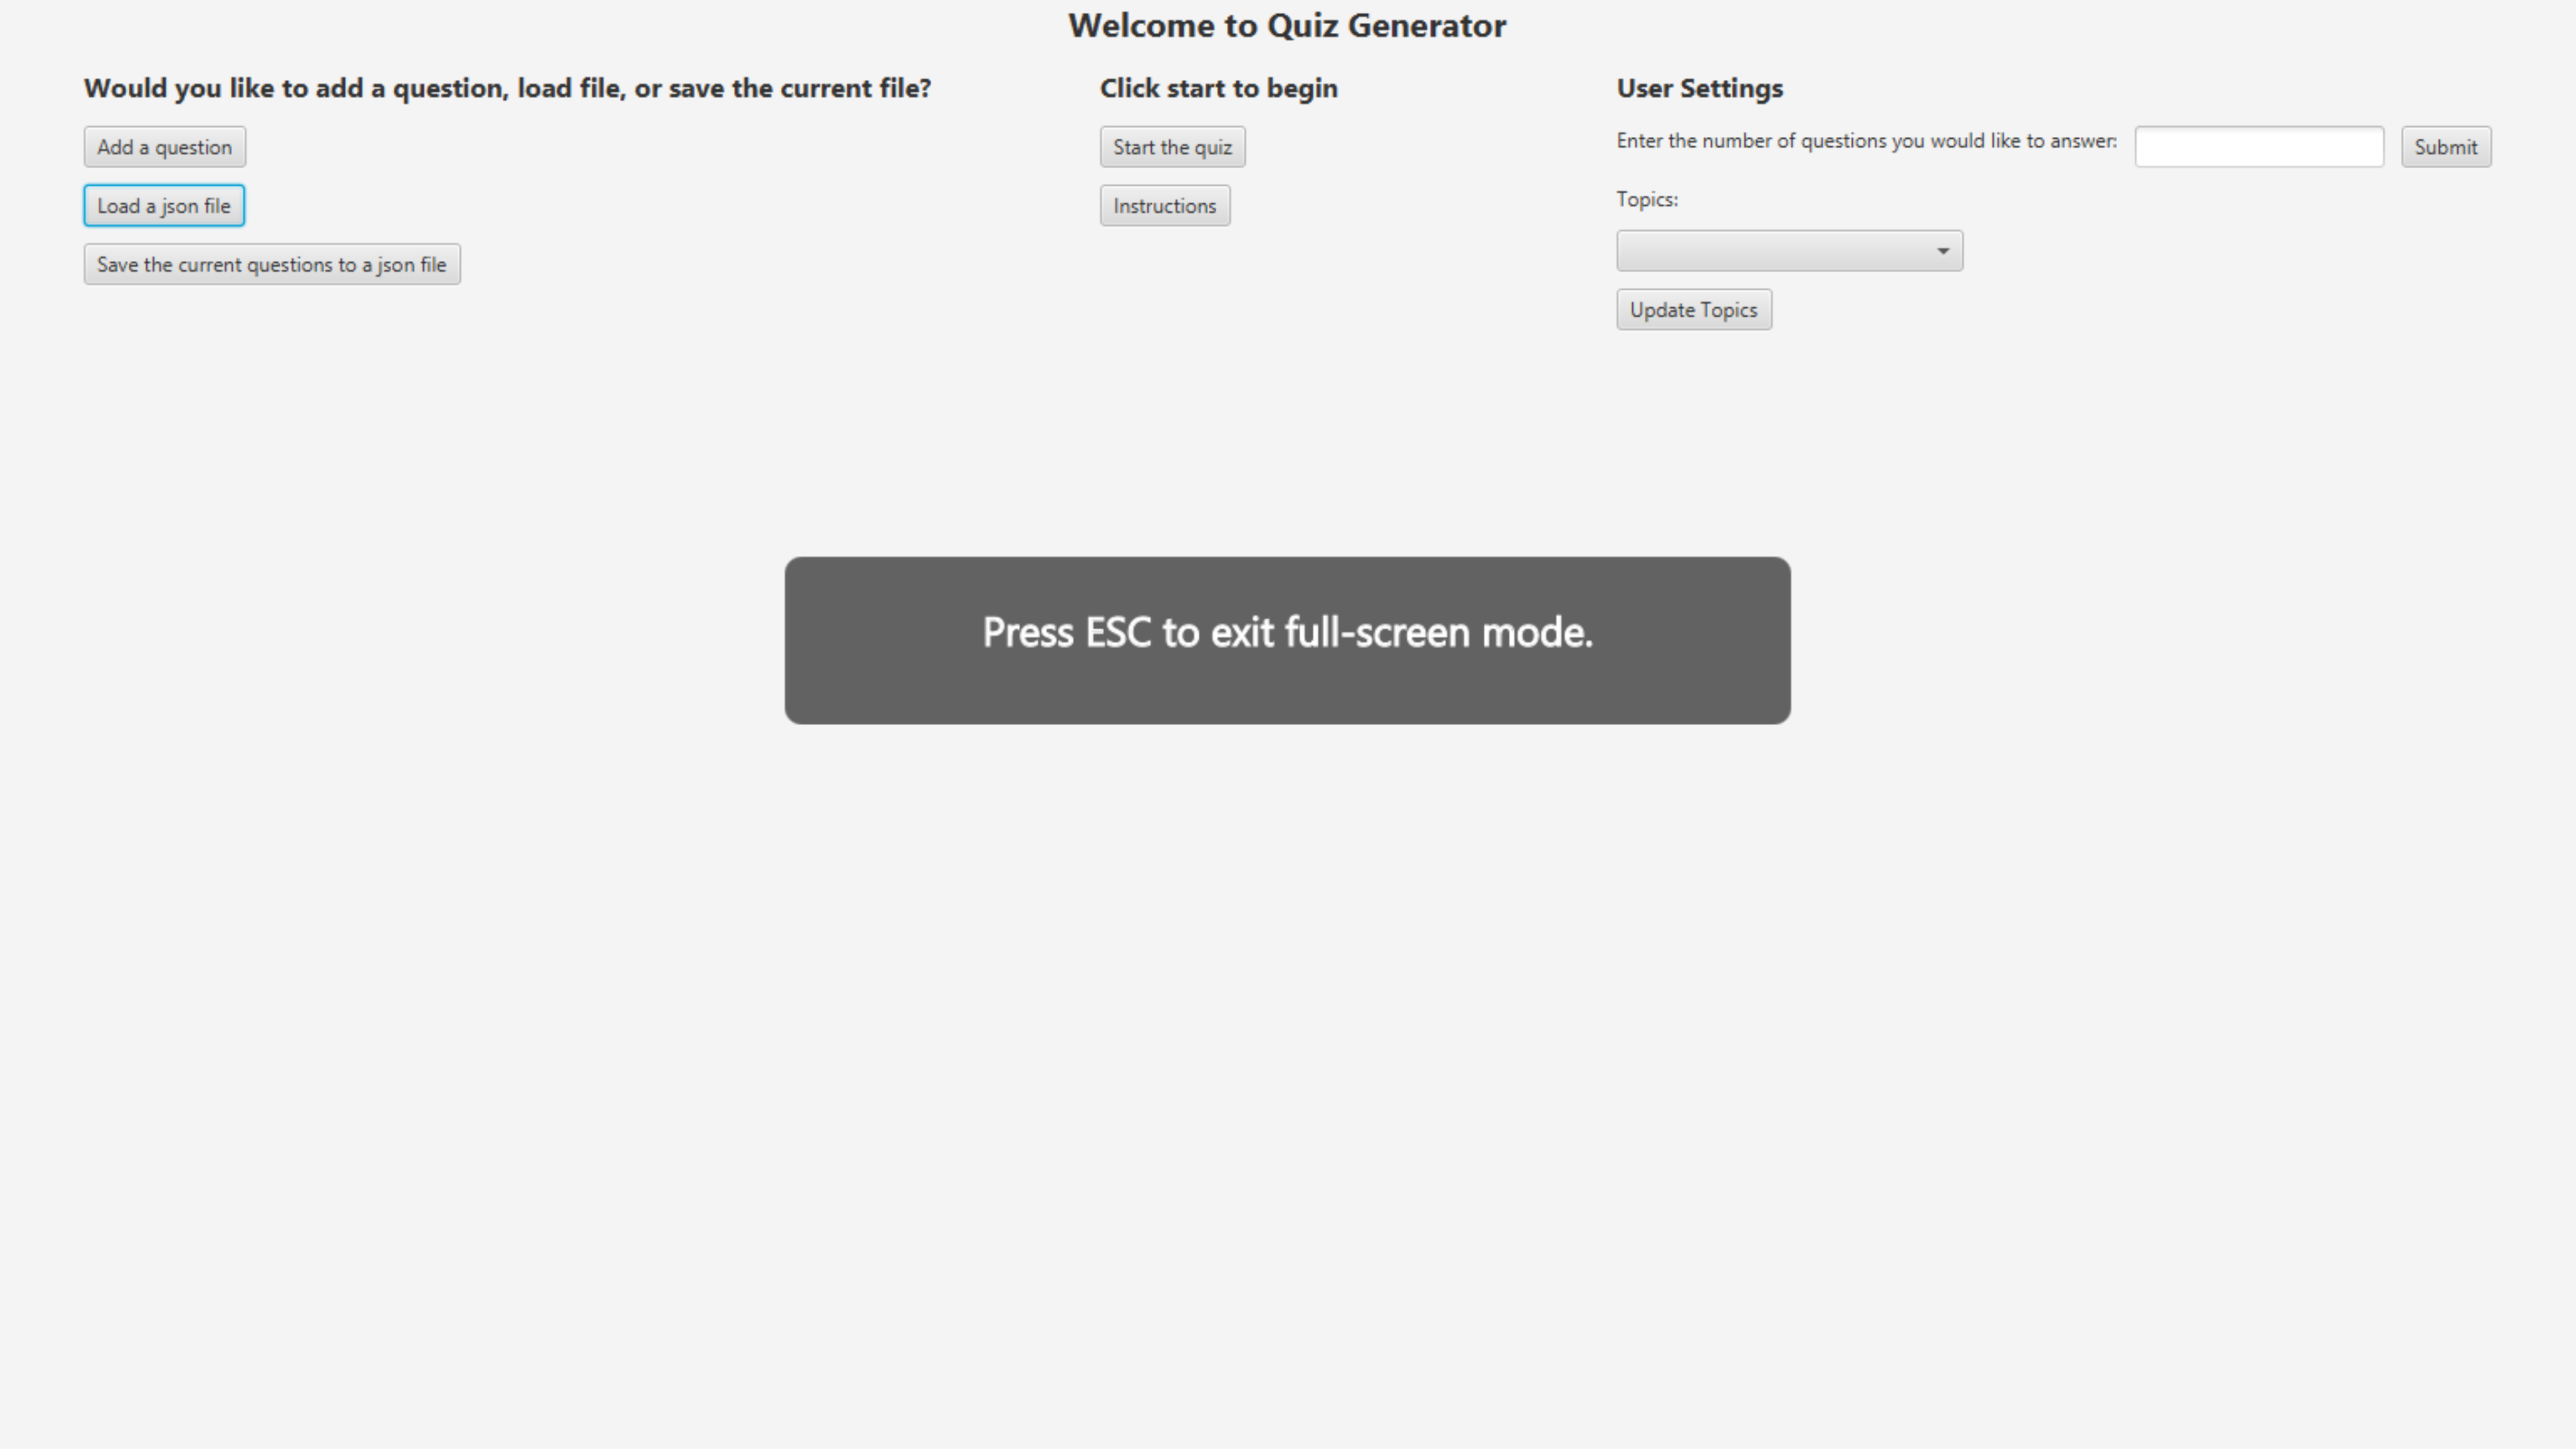 Welcome to Quiz Generator
Would you like to add a question, load file, or save the current file?
Add a question
Load a json file
Save the current questions to a json file
Click start to begin
Start the quiz
Instructions
User Settings
Enter the number of questions you would like to answer:
Submit
Topics:
Update Topics
Press ESC to exit full-screen mode.